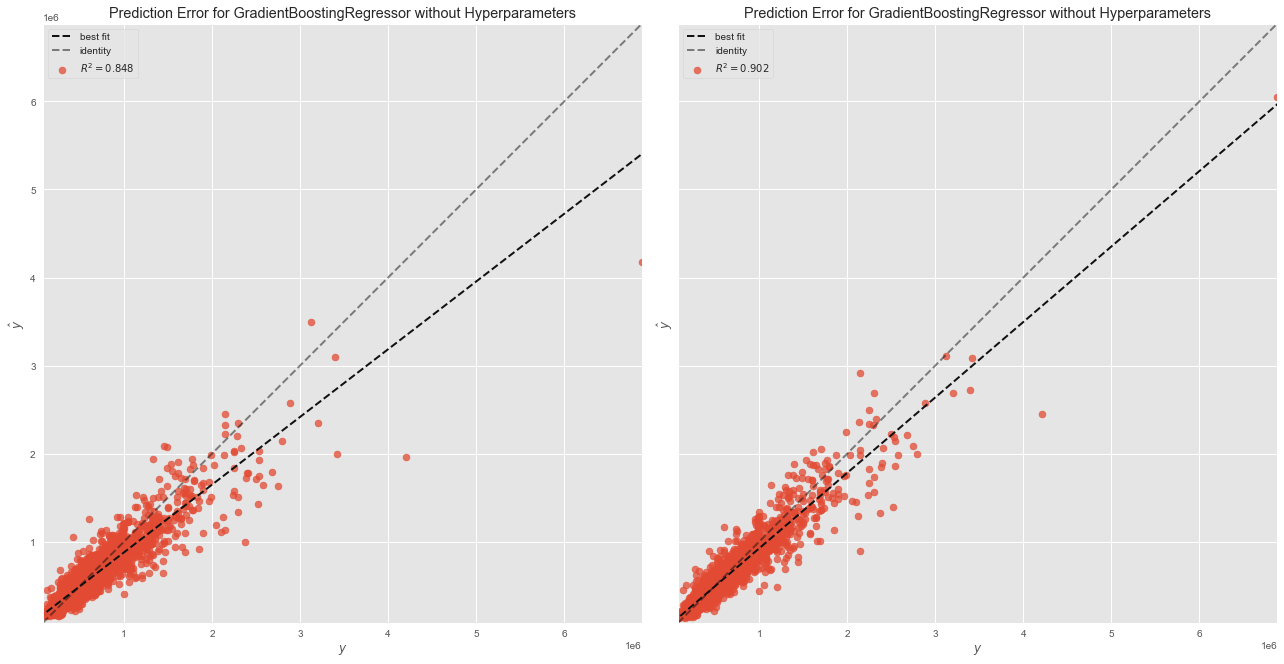 Prediction Error for GradientBoostingRegressor without Hyperparameters
1e6
best fit
identity
R² = 0.848
6
5
4
3
2
1
ŷ
1
2
3
4
5
6
1e6
y
Prediction Error for GradientBoostingRegressor without Hyperparameters
best fit
identity
R² = 0.902
ŷ
1
2
3
4
5
6
1e6
y